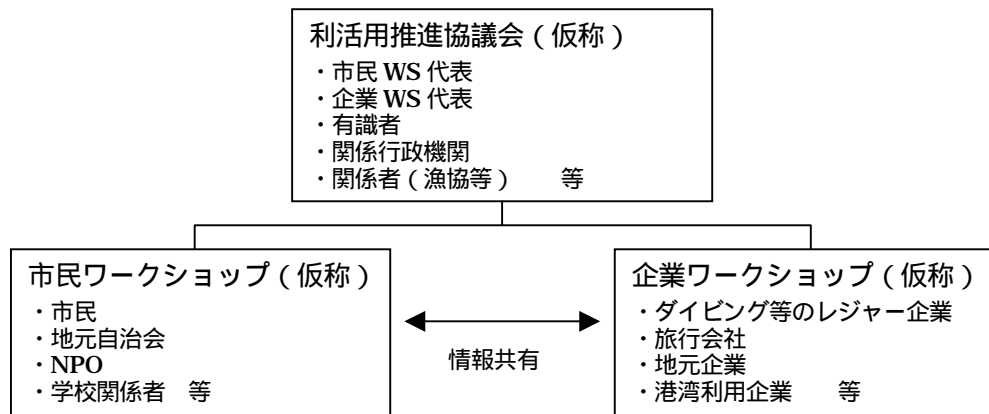 利活用推進協議会（仮称）
・市民 WS 代表
・企業 WS 代表
・有識者
・関係行政機関
・関係者（漁協等）　　等
市民ワークショップ（仮称）
・市民
・地元自治会
・NPO
・学校関係者　等
情報共有
企業ワークショップ（仮称）
・ダイビング等のレジャー企業
・旅行会社
・地元企業
・港湾利用企業　　等